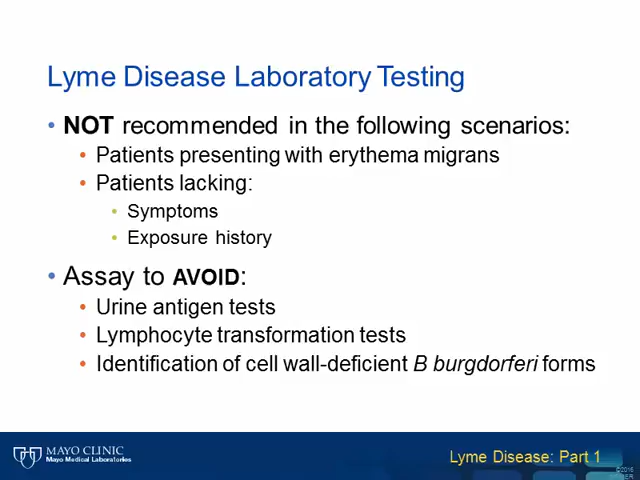 Lyme Disease Laboratory Testing
• NOT recommended in the following scenarios:
• Patients presenting with erythema migrans
• Patients lacking:
• Symptoms
• Exposure history
• Assay to AVOID:
• Urine antigen tests
• Lymphocyte transformation tests
• Identification of cell wall-deficient B burgdorferi forms
MAYO CLINIC
Mayo Medical Laboratories
Lyme Disease: Part 1
©2016